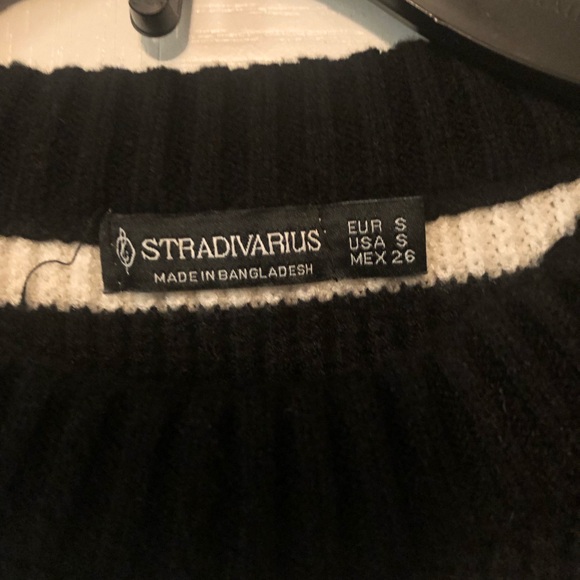 STRADIVARIUS
MADE IN BANGLADESH
EUR S
USA S
MEX 26